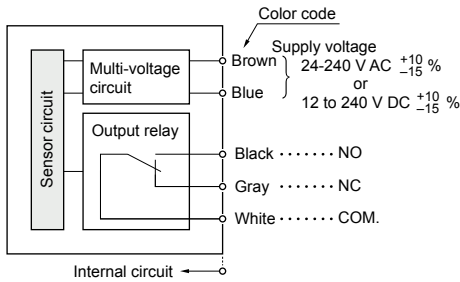 Color code
Supply voltage
Brown
24-240 V AC +10 −15 %
Multi-voltage
circuit
or
Blue
12 to 240 V DC +10 −15 %
Sensor circuit
Output relay
Black ······· NO
Gray ······· NC
White ······· COM.
Internal circuit